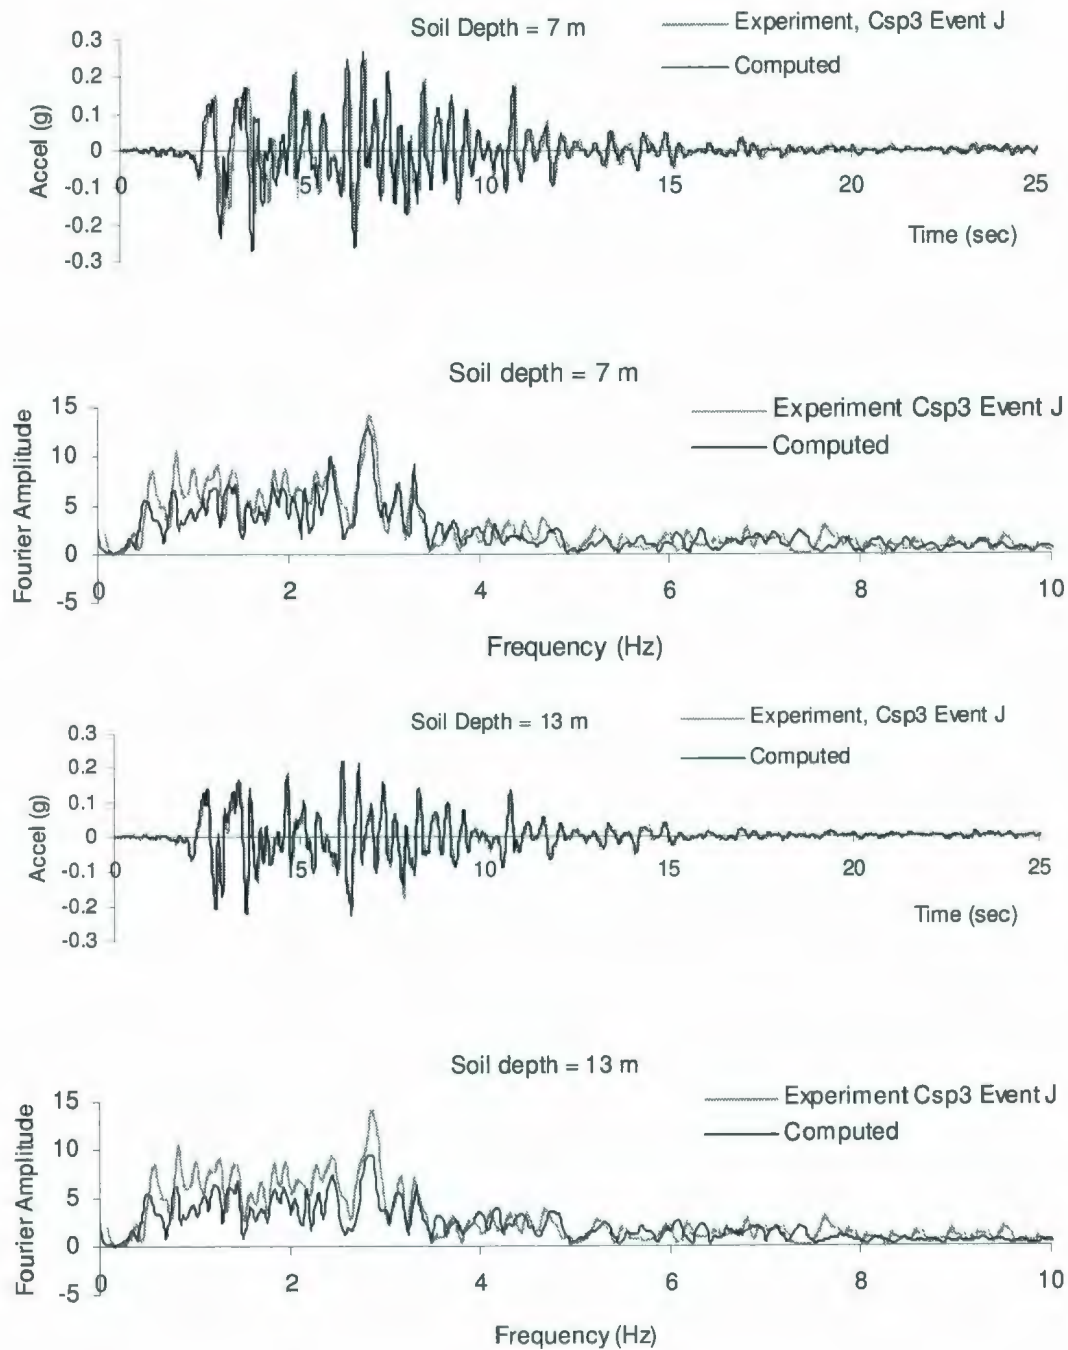 Soil Depth = 7 m
Experiment, Csp3 Event J
Computed
Accel (g)
0.3
0.2
0.1
0
-0.1
-0.2
-0.3
0 5 10 15 20 25
Time (sec)
Soil depth = 7 m
Experiment Csp3 Event J
Computed
Fourier Amplitude
15
10
5
0
-5
0 2 4 6 8 10
Frequency (Hz)
Soil Depth = 13 m
Experiment, Csp3 Event J
Computed
Accel (g)
0.3
0.2
0.1
0
-0.1
-0.2
-0.3
0 5 10 15 20 25
Time (sec)
Soil depth = 13 m
Experiment Csp3 Event J
Computed
Fourier Amplitude
15
10
5
0
-5
0 2 4 6 8 10
Frequency (Hz)